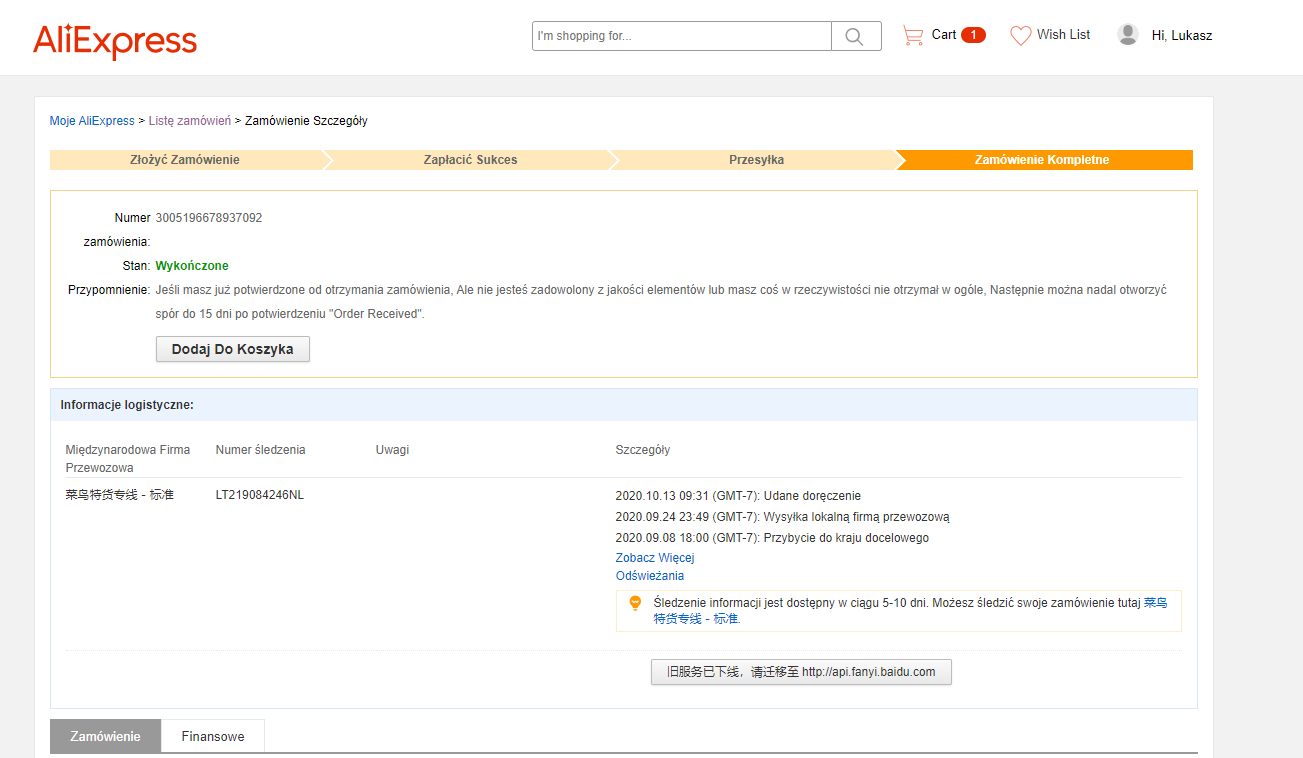 AliExpress
I'm shopping for...
Cart 1
Wish List
Hi, Lukasz
Moje AliExpress > Listę zamówień > Zamówienie Szczegóły
Złożyć Zamówienie
Zapłacić Sukces
Przesyłka
Zamówienie Kompletne
Numer zamówienia: 3005196678937092
Stan: Wykończone
Przypomnienie: Jeśli masz już potwierdzone od otrzymania zamówienia, Ale nie jesteś zadowolony z jakości elementów lub masz coś w rzeczywistości nie otrzymał w ogóle, Następnie można nadal otworzyć
spór do 15 dni po potwierdzeniu "Order Received".
Dodaj Do Koszyka
Informacje logistyczne:
Międzynarodowa Firma
Przewozowa
Numer śledzenia
Uwagi
Szczegóły
菜鸟特货专线 - 标准
LT219084246NL
2020.10.13 09:31 (GMT-7): Udane doręczenie
2020.09.24 23:49 (GMT-7): Wysyłka lokalną firmą przewozową
2020.09.08 18:00 (GMT-7): Przybycie do kraju docelowego
Zobacz Więcej
Odświeżania
Śledzenie informacji jest dostępny w ciągu 5-10 dni. Możesz śledzić swoje zamówienie tutaj 菜鸟
特货专线 - 标准.
旧服务已下线，请迁移至 http://api.fanyi.baidu.com
Zamówienie
Finansowe